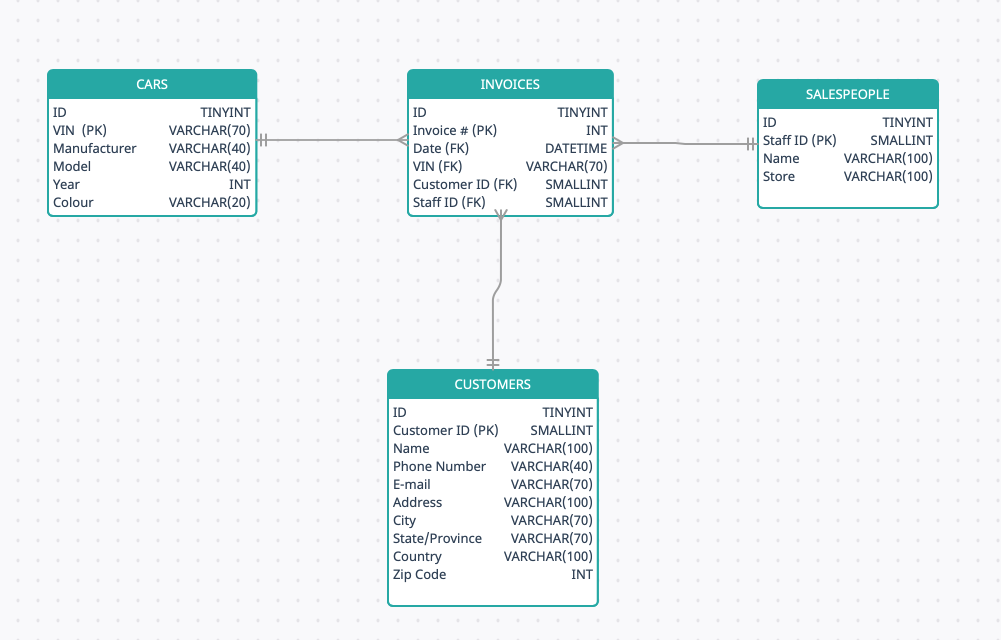 CARS
ID TINYINT
VIN (PK) VARCHAR(70)
Manufacturer VARCHAR(40)
Model VARCHAR(40)
Year INT
Colour VARCHAR(20)
INVOICES
ID TINYINT
Invoice # (PK) INT
Date (FK) DATETIME
VIN (FK) VARCHAR(70)
Customer ID (FK) SMALLINT
Staff ID (FK) SMALLINT
SALESPEOPLE
ID TINYINT
Staff ID (PK) SMALLINT
Name VARCHAR(100)
Store VARCHAR(100)
CUSTOMERS
ID TINYINT
Customer ID (PK) SMALLINT
Name VARCHAR(100)
Phone Number VARCHAR(40)
E-mail VARCHAR(70)
Address VARCHAR(100)
City VARCHAR(70)
State/Province VARCHAR(70)
Country VARCHAR(100)
Zip Code INT